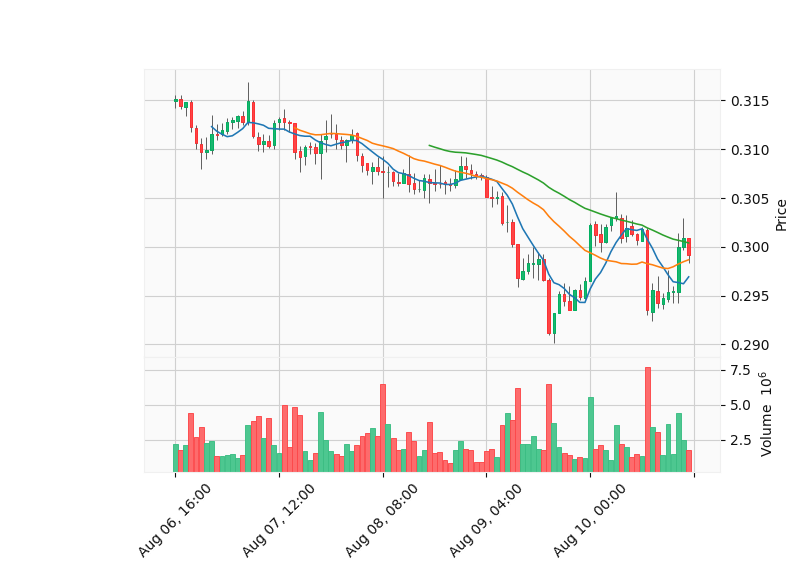 0.315
0.310
0.305
0.300
0.295
0.290
Price
7.5
5.0
2.5
Volume 10⁶
Aug 06, 16:00
Aug 07, 12:00
Aug 08, 08:00
Aug 09, 04:00
Aug 10, 00:00